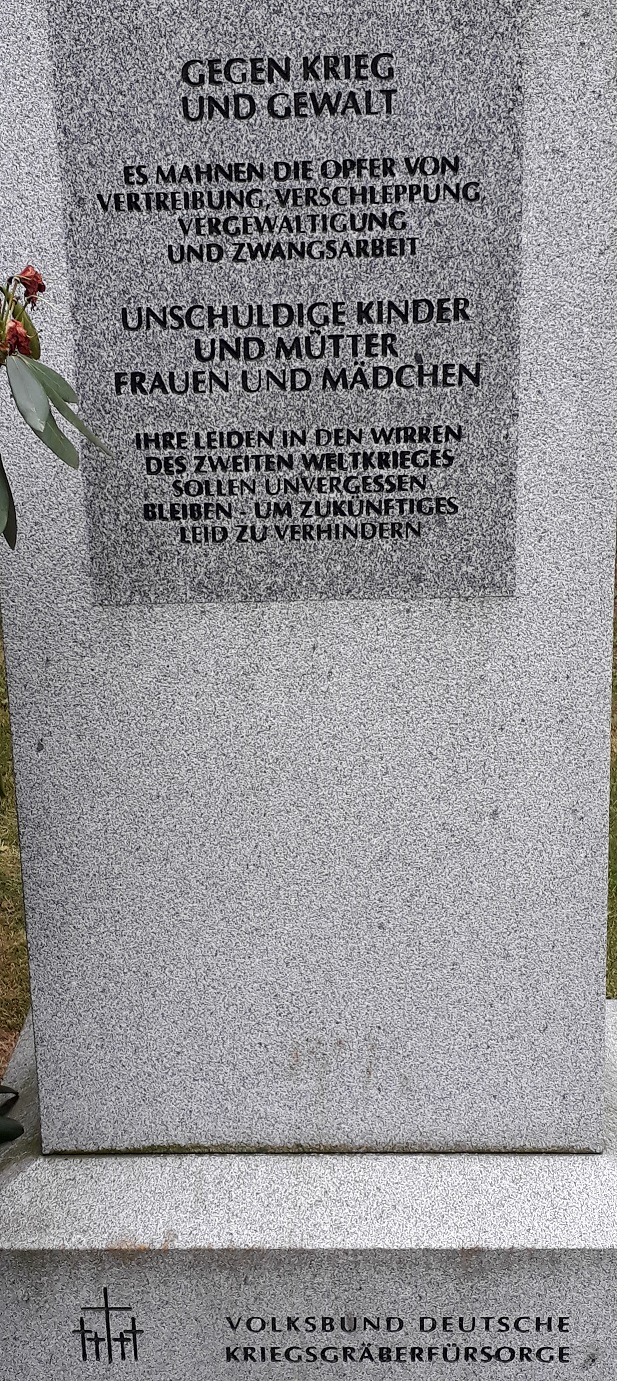 GEGEN KRIEG
UND GEWALT
ES MAHNEN DIE OPFER VON
VERTREIBUNG, VERSCHLEPPUNG,
VERGEWALTIGUNG
UND ZWANGSARBEIT
UNSCHULDIGE KINDER
UND MÜTTER
FRAUEN UND MÄDCHEN
IHRE LEIDEN IN DEN WIRREN
DES ZWEITEN WELTKRIEGES
SOLLEN UNVERGESSEN
BLEIBEN - UM ZUKÜNFTIGES
LEID ZU VERHINDERN
VOLKSBUND DEUTSCHE
KRIEGSGRÄBERFÜRSORGE